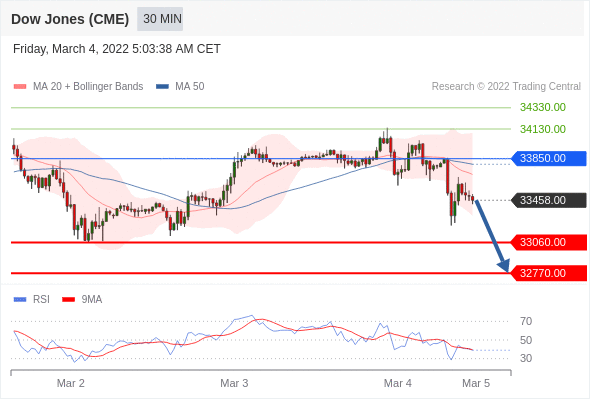 Dow Jones (CME) 30 MIN
Friday, March 4, 2022 5:03:38 AM CET
MA 20 + Bollinger Bands MA 50 Research © 2022 Trading Central
34330.00
34130.00
33850.00
33458.00
33060.00
32770.00
RSI 9MA
70
50
30
Mar 2 Mar 3 Mar 4 Mar 5